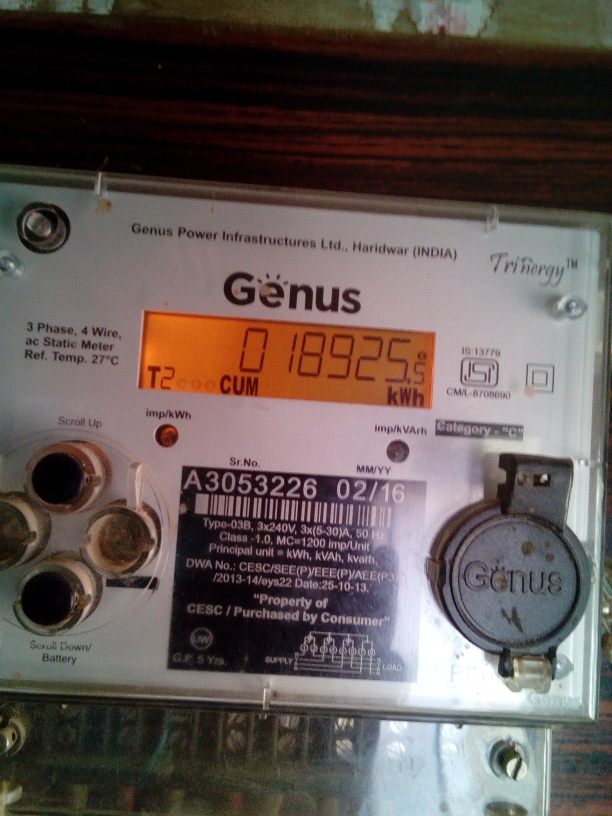 Genus Power Infrastructures Ltd., Haridwar (INDIA)
Trinergy™
Genus
3 Phase, 4 Wire,
ac Static Meter
Ref. Temp. 27°C
018925.5
T2 CUM kWh
IS:13779
ISI
CM/L-8708690
imp/kWh
imp/kVArh
Category - "C"
Scroll Up
Sr.No. MM/YY
A3053226 02/16
Type-03B, 3x240V, 3x(5-30)A, 50 Hz.
Class -1.0, MC=1200 Imp/Unit
Principal unit = kWh, kVAh, kvarh,
DWA No.: CESC/SEE(P)/EEE(P)/AEE(P3)
/2013-14/eys22 Date:25-10-13.
"Property of
CESC / Purchased by Consumer"
G.P. 5 Yrs.
SUPPLY LOAD
Scroll Down/
Battery
Genus